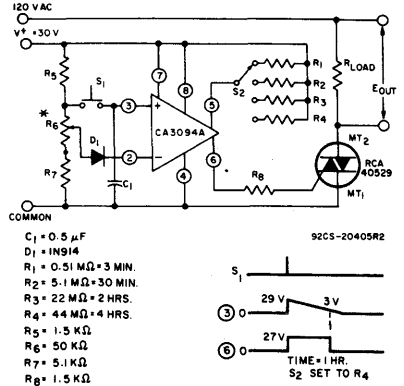 120 VAC
V+ = 30 V
R5
S1
* R6
D1
R7
C1
3
2
+
−
7
8
CA3094A
5
6
4
S2
R1
R2
R3
R4
RLOAD
EOUT
MT2
RCA
40529
MT1
R8
COMMON
92CS-20405R2
C1 = 0.5 μF
D1 = IN914
R1 = 0.51 MΩ = 3 MIN.
R2 = 5.1 MΩ = 30 MIN.
R3 = 22 MΩ = 2 HRS.
R4 = 44 MΩ = 4 HRS.
R5 = 1.5 KΩ
R6 = 50 KΩ
R7 = 5.1 KΩ
R8 = 1.5 KΩ
S1
29 V
3 V
3 0
27V
6 0
TIME = 1 HR.
S2 SET TO R4